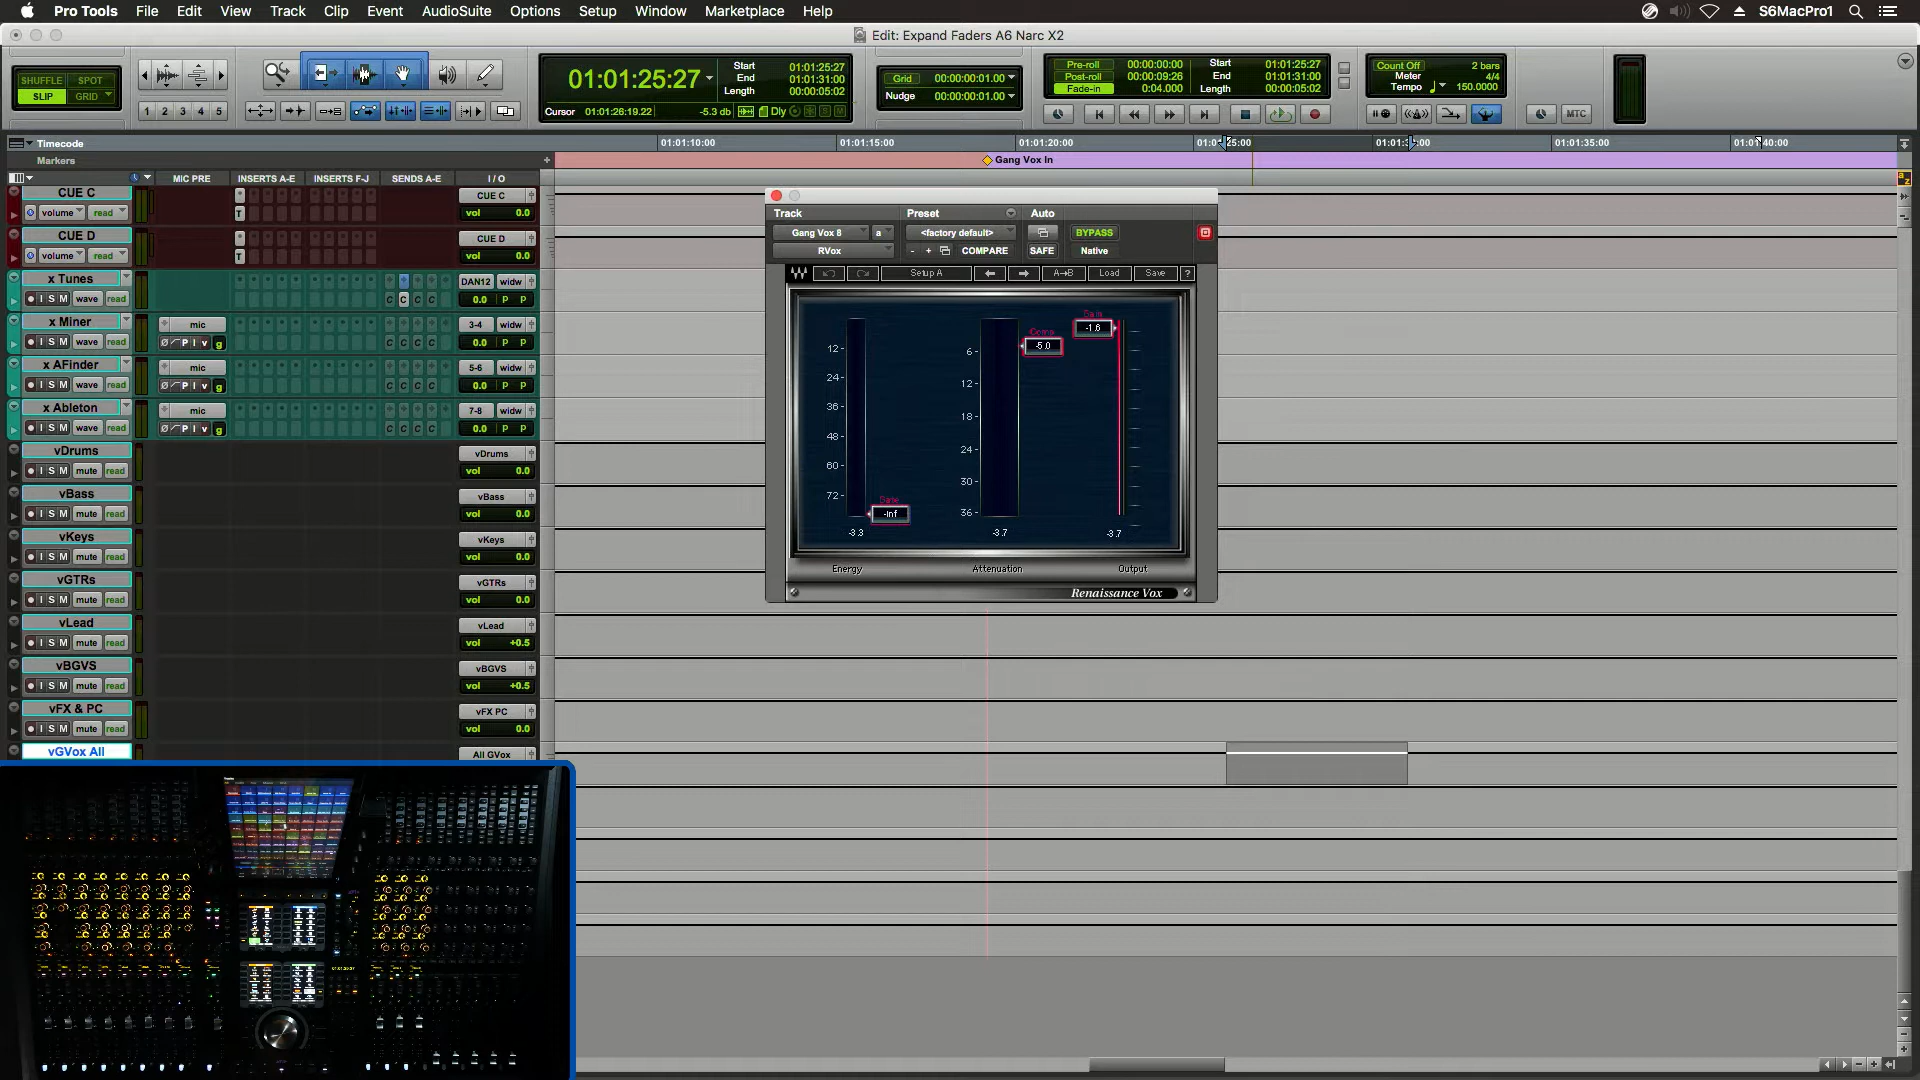 Pro Tools File Edit View Track Clip Event AudioSuite Options Setup Window Marketplace Help S6MacPro1
Edit: Expand Faders A6 Narc X2
SHUFFLE SPOT
SLIP GRID
1 2 3 4 5
01:01:25:27
Start 01:01:25:27
End 01:01:31:00
Length 00:00:05:02
Cursor 01:01:26:19.22 -5.3 db Dly
Grid 00:00:00:01.00
Nudge 00:00:00:01.00
Pre-roll 00:00:00:00
Post-roll 00:00:09:26
Fade-in 0:04.000
Start 01:01:25:27
End 01:01:31:00
Length 00:00:05:02
Count Off 2 bars
Meter 4/4
Tempo 150.0000
MTC
Timecode 01:01:10:00 01:01:15:00 01:01:20:00 01:01:35:00
Markers Gang Vox In
MIC PRE INSERTS A-E INSERTS F-J SENDS A-E I / O
CUE C CUE C
volume read vol 0.0
CUE D CUE D
volume read vol 0.0
x Tunes DAN12 widw
I S M wave read 0.0 P P
x Miner mic 3-4 widw
I S M wave read 0.0 P P
x AFinder mic 5-6 widw
I S M wave read 0.0 P P
x Ableton mic 7-8 widw
I S M wave read 0.0 P P
vDrums vDrums
I S M mute read vol 0.0
vBass vBass
I S M mute read vol 0.0
vKeys vKeys
I S M mute read vol 0.0
vGTRs vGTRs
I S M mute read vol 0.0
vLead vLead
I S M mute read vol +0.5
vBGVS vBGVS
I S M mute read vol +0.5
vFX & PC vFX PC
I S M mute read vol 0.0
vGVox All All GVox
Track Preset Auto
Gang Vox 8 a <factory default> BYPASS
RVox - + COMPARE SAFE Native
Setup A A→B Load Save ?
Gain
-1.6
Comp
-5.0
12
24
36
48
60
72
6
12
18
24
30
36
Gate
-inf
-3.3 -3.7 -3.7
Energy Attenuation Output
Renaissance Vox